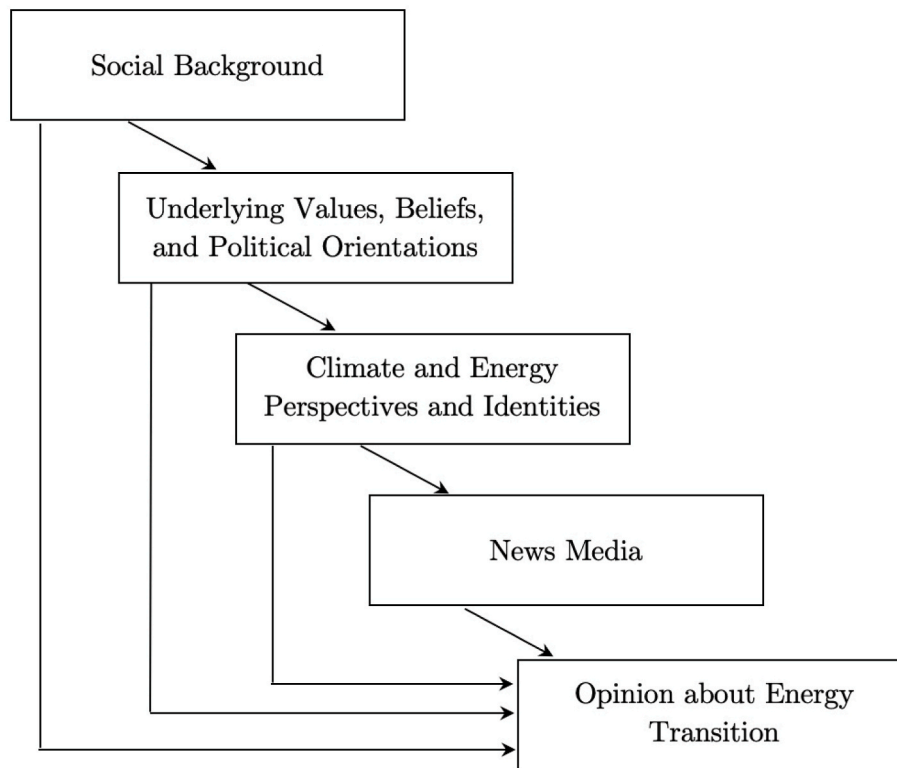 Social Background
Underlying Values, Beliefs,
and Political Orientations
Climate and Energy
Perspectives and Identities
News Media
Opinion about Energy
Transition